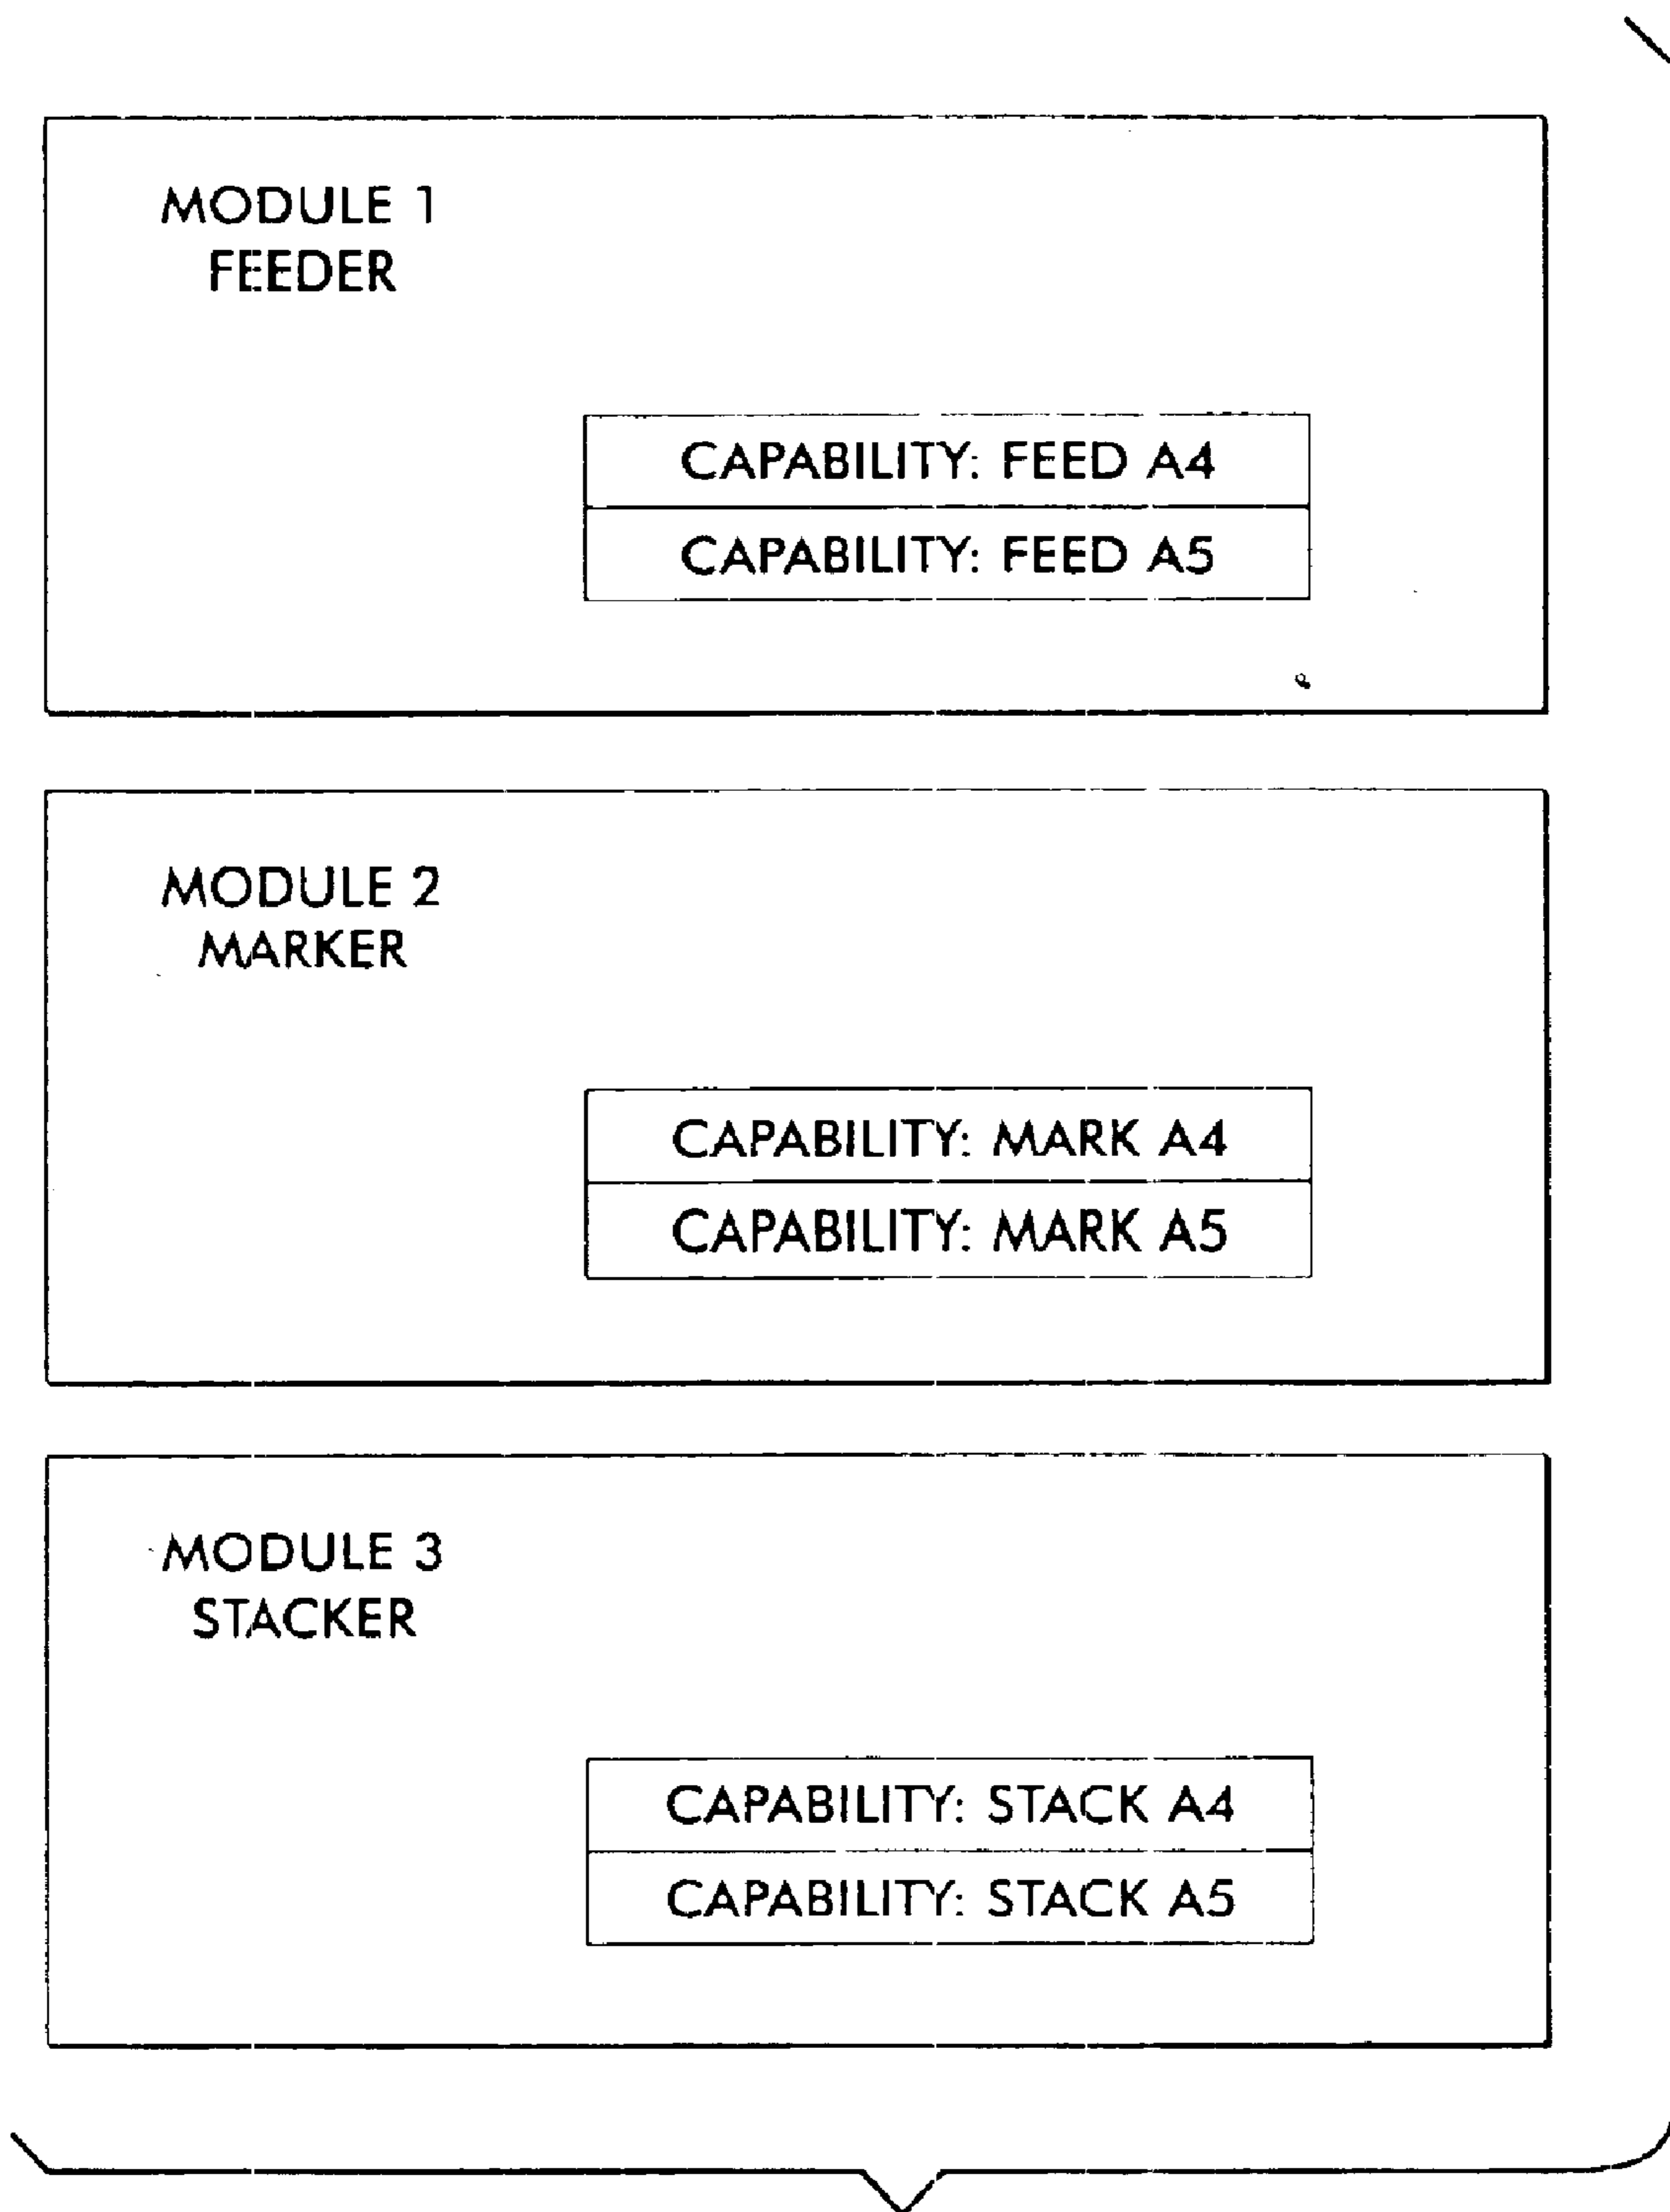 MODULE 1
FEEDER
CAPABILITY: FEED A4
CAPABILITY: FEED A5
MODULE 2
MARKER
CAPABILITY: MARK A4
CAPABILITY: MARK A5
MODULE 3
STACKER
CAPABILITY: STACK A4
CAPABILITY: STACK A5